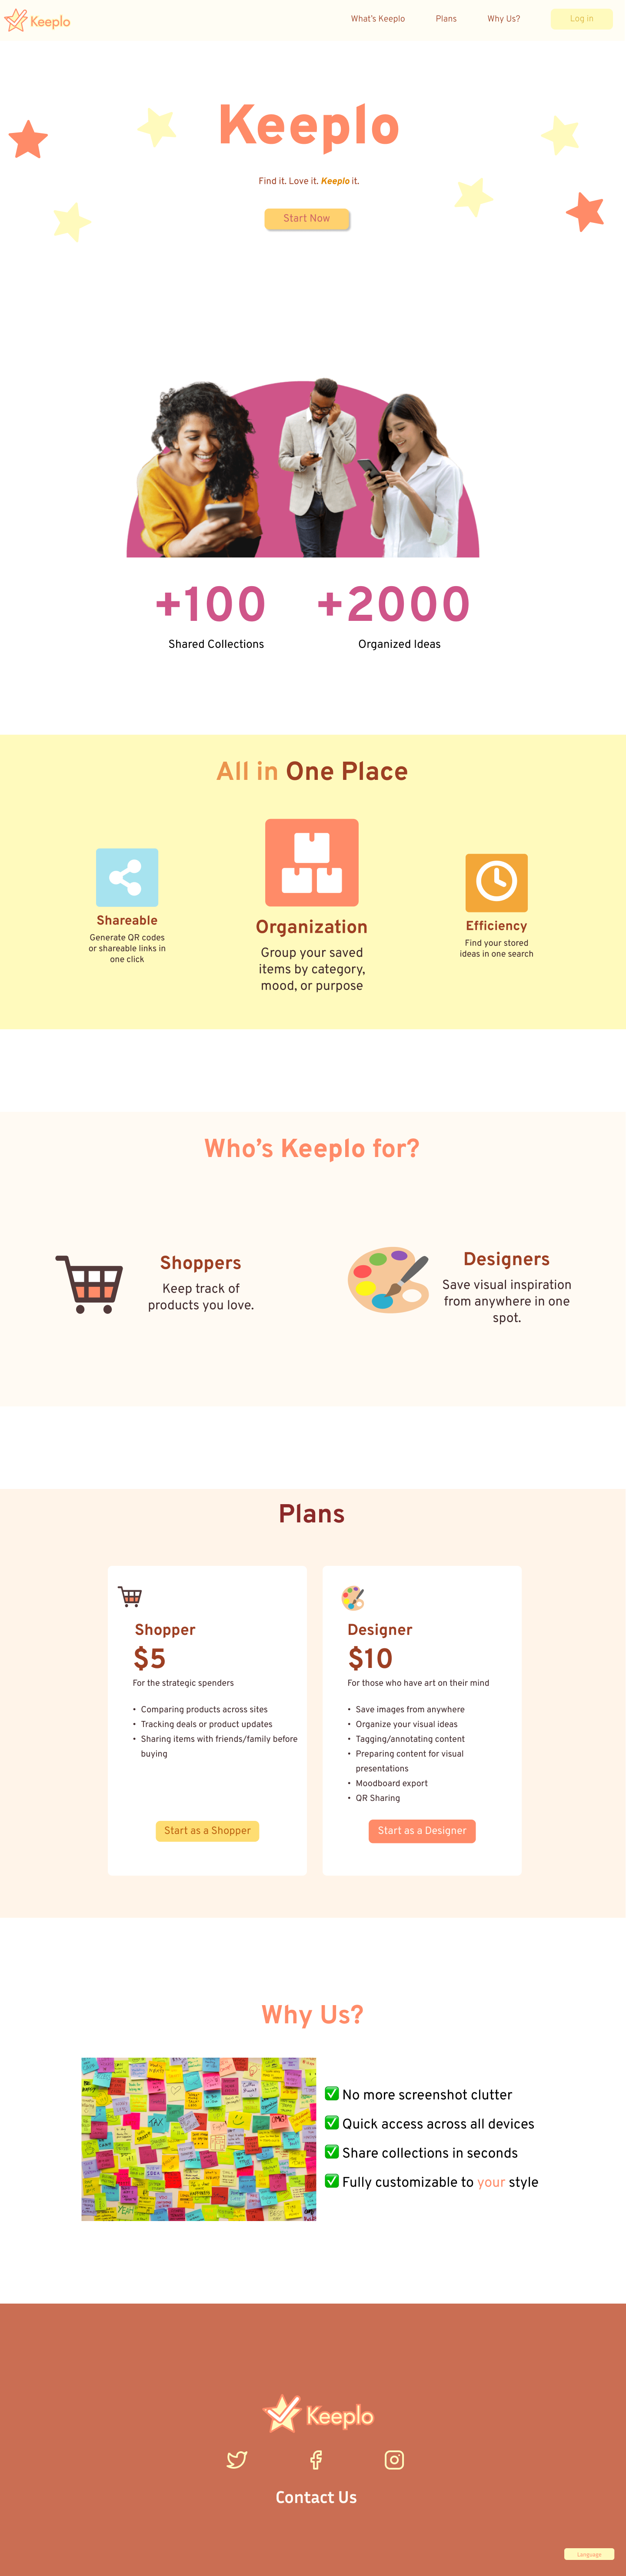 Keeplo
What's Keeplo
Plans
Why Us?
Log in
Keeplo
Find it. Love it. Keeplo it.
Start Now
+100
Shared Collections
+2000
Organized Ideas
All in One Place
Shareable
Generate QR codes
or shareable links in
one click
Organization
Group your saved
items by category,
mood, or purpose
Efficiency
Find your stored
ideas in one search
Who's Keeplo for?
Shoppers
Keep track of
products you love.
Designers
Save visual inspiration
from anywhere in one
spot.
Plans
Shopper
$5
For the strategic spenders
• Comparing products across sites
• Tracking deals or product updates
• Sharing items with friends/family before
buying
Start as a Shopper
Designer
$10
For those who have art on their mind
• Save images from anywhere
• Organize your visual ideas
• Tagging/annotating content
• Preparing content for visual
presentations
• Moodboard export
• QR Sharing
Start as a Designer
Why Us?
✅ No more screenshot clutter
✅ Quick access across all devices
✅ Share collections in seconds
✅ Fully customizable to your style
Keeplo
Contact Us
Language